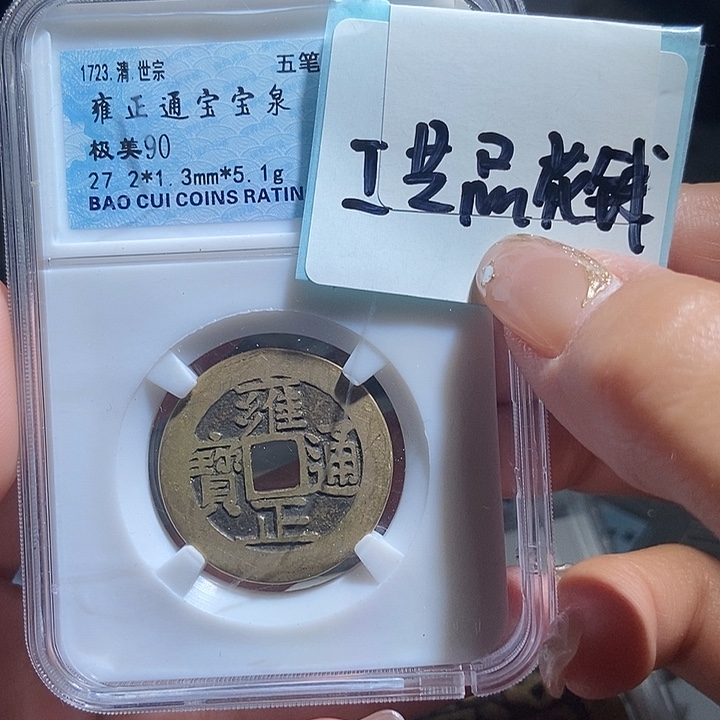 1723.清.世宗 五笔
雍正通宝宝泉
极美90
27 2*1.3mm*5.1g
BAO CUI COINS RATIN
工艺品花钱
雍
寶 通
正